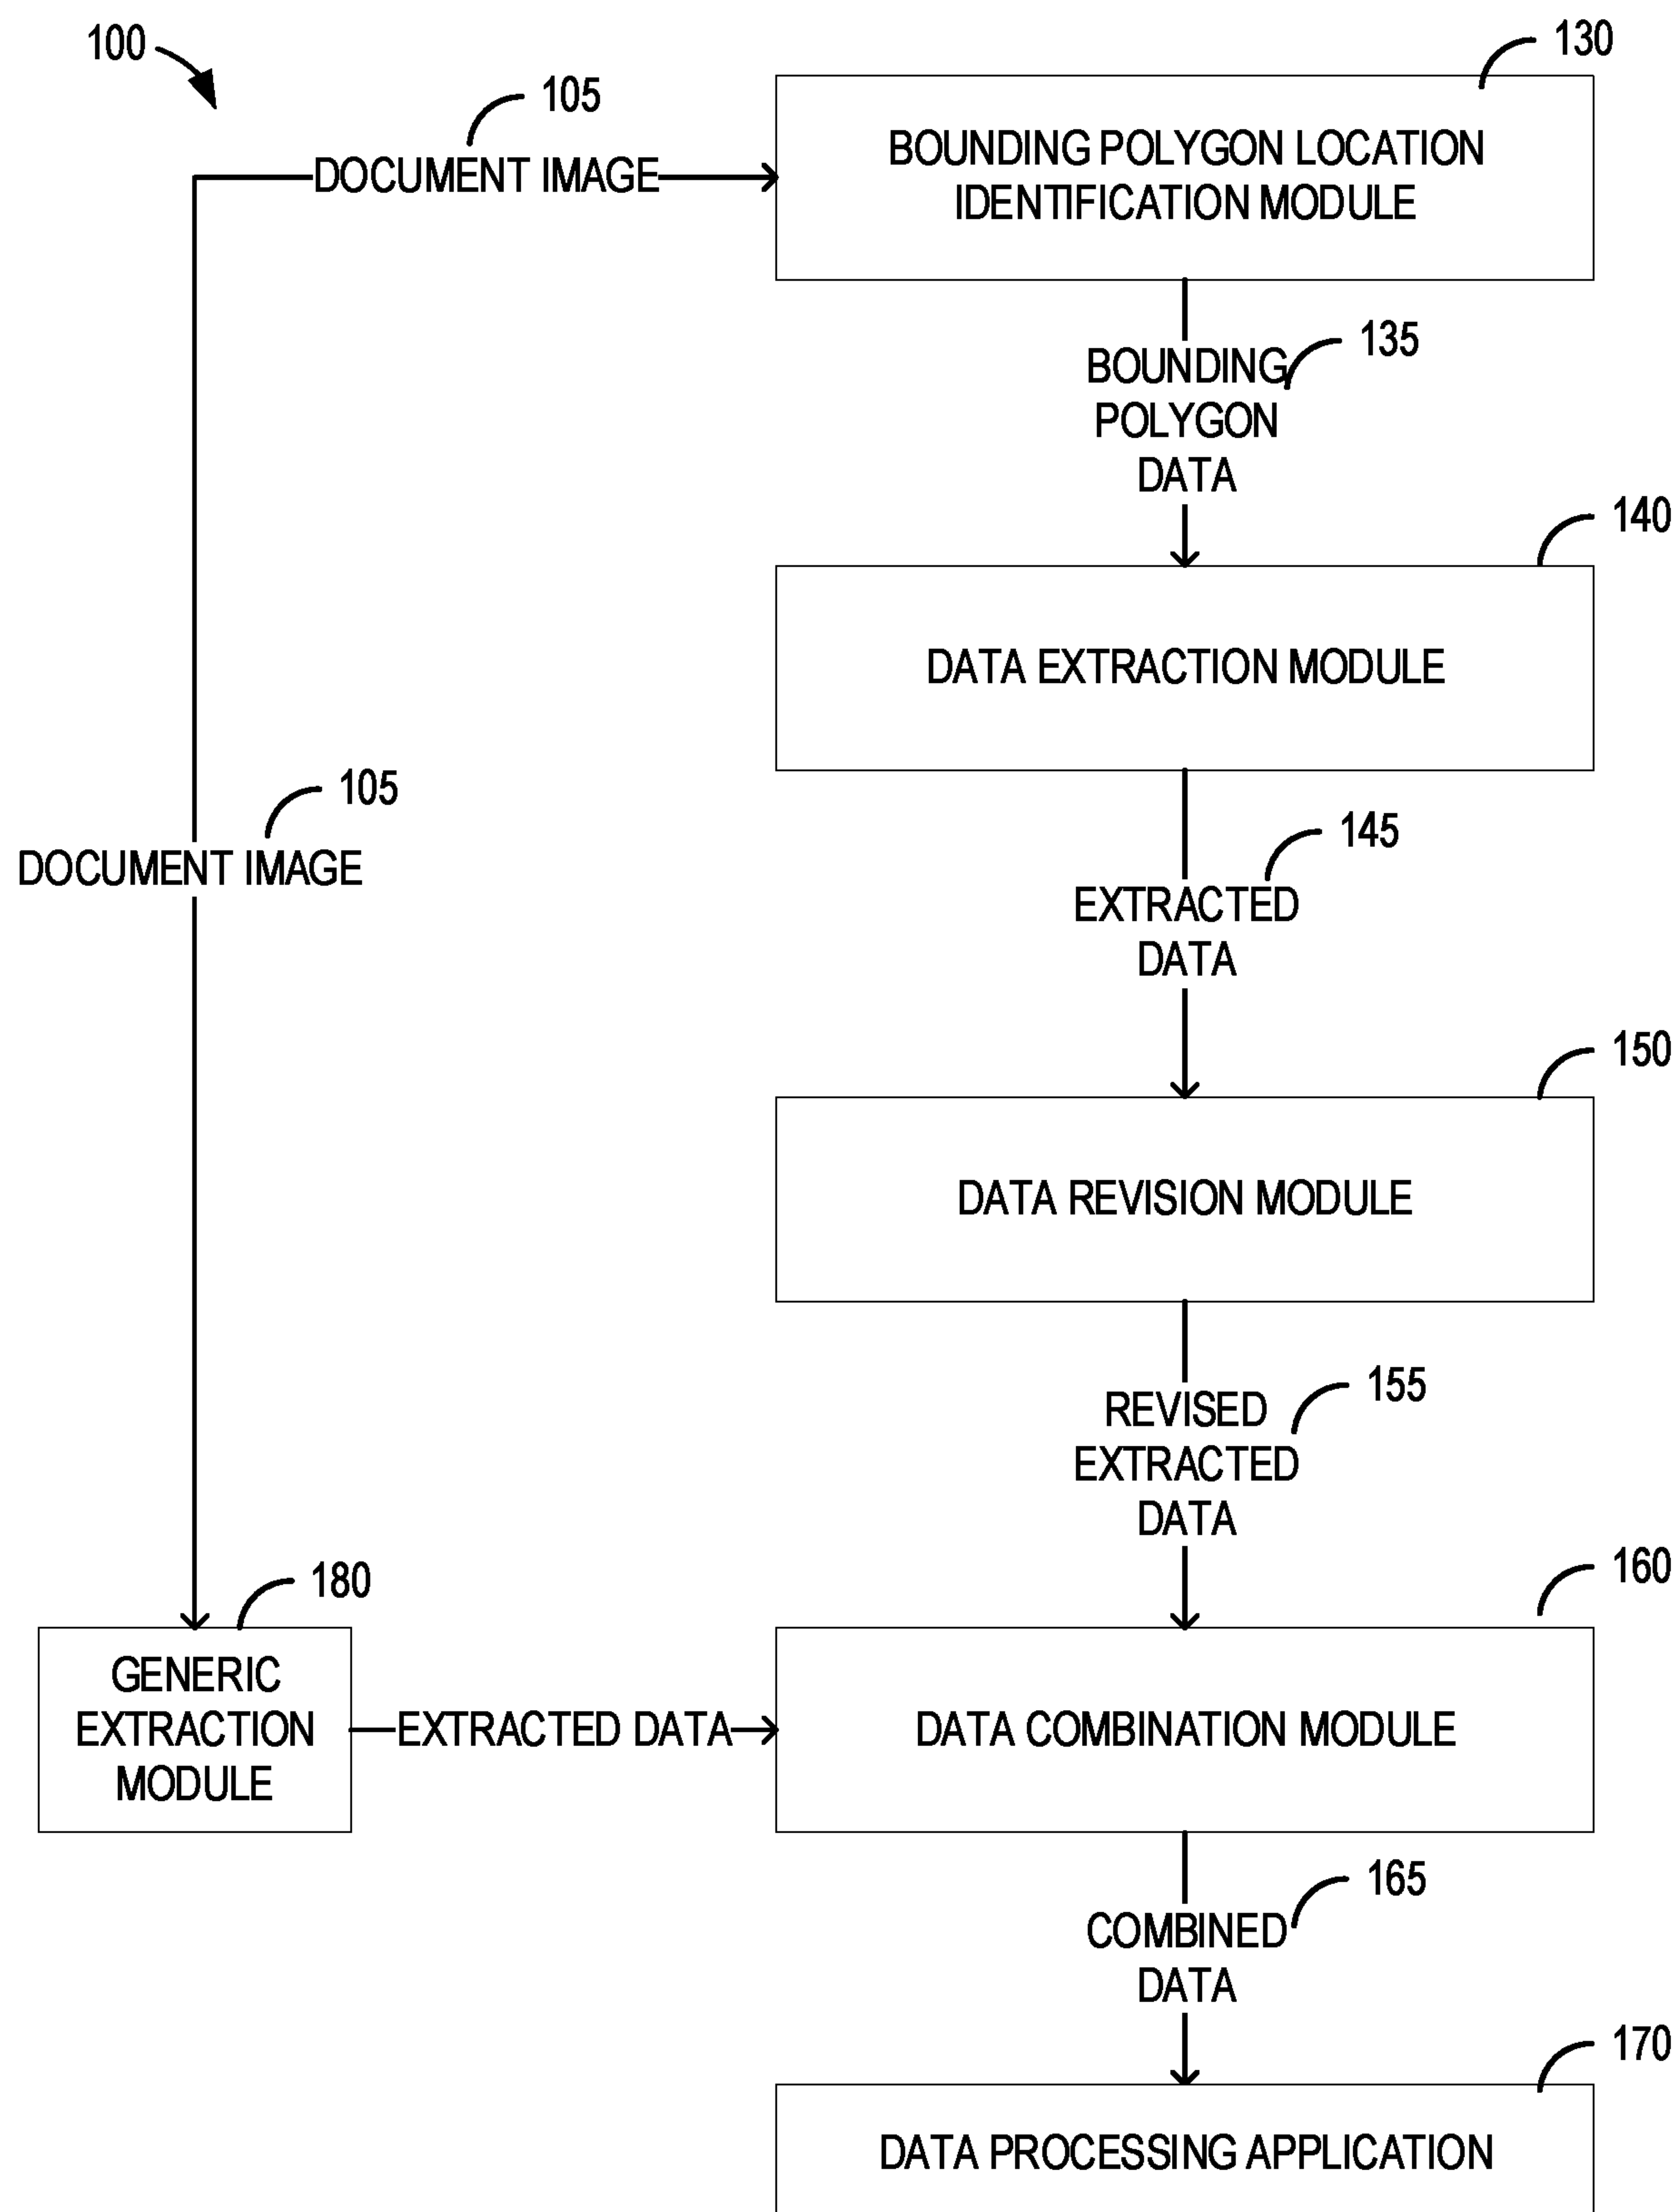 100
130
105
DOCUMENT IMAGE
BOUNDING POLYGON LOCATION
IDENTIFICATION MODULE
135
BOUNDING
POLYGON
DATA
140
DATA EXTRACTION MODULE
105
DOCUMENT IMAGE
145
EXTRACTED
DATA
150
DATA REVISION MODULE
155
REVISED
EXTRACTED
DATA
160
180
GENERIC
EXTRACTION
MODULE
EXTRACTED DATA
DATA COMBINATION MODULE
165
COMBINED
DATA
170
DATA PROCESSING APPLICATION